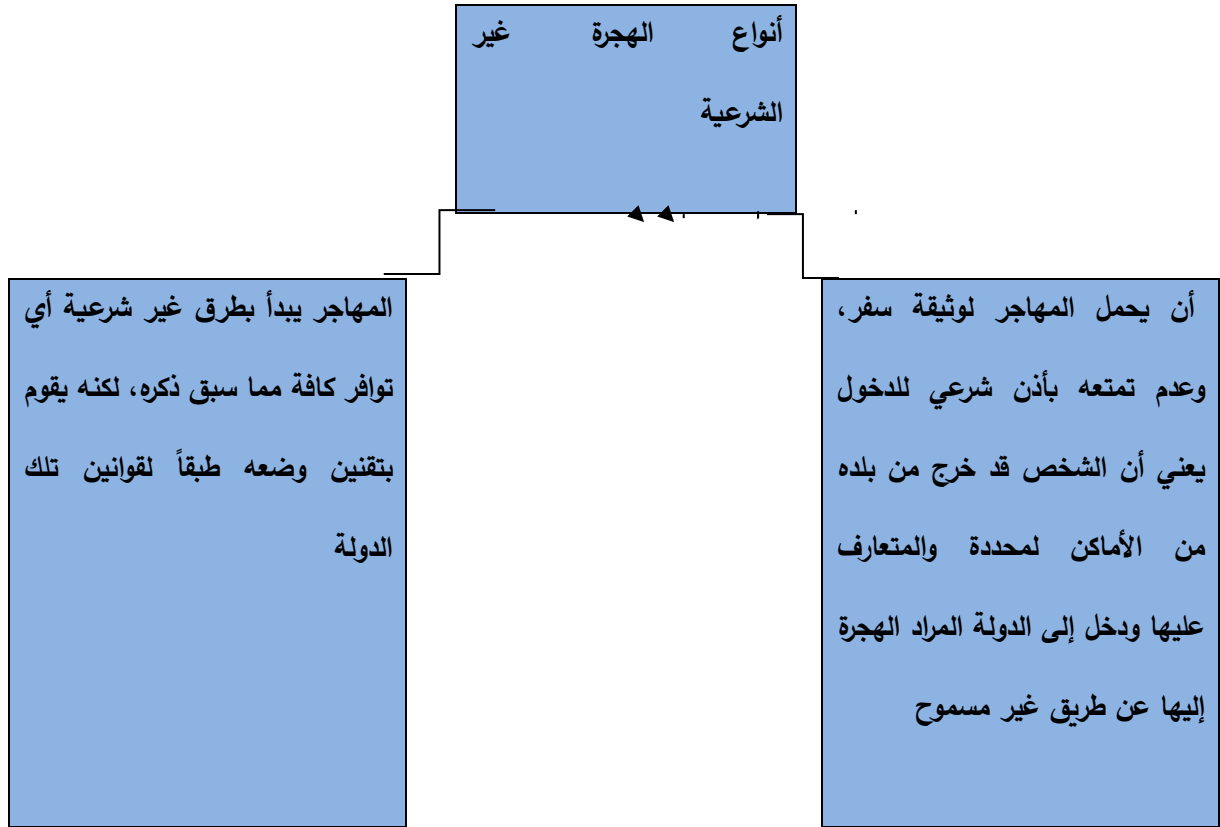 أنواع الهجرة غير
الشرعية
أن يحمل المهاجر لوثيقة سفر،
وعدم تمتعه بأذن شرعي للدخول
يعني أن الشخص قد خرج من بلده
من الأماكن لمحددة والمتعارف
عليها ودخل إلى الدولة المراد الهجرة
إليها عن طريق غير مسموح
المهاجر يبدأ بطرق غير شرعية أي
توافر كافة مما سبق ذكره، لكنه يقوم
بتقنين وضعه طبقاً لقوانين تلك
الدولة